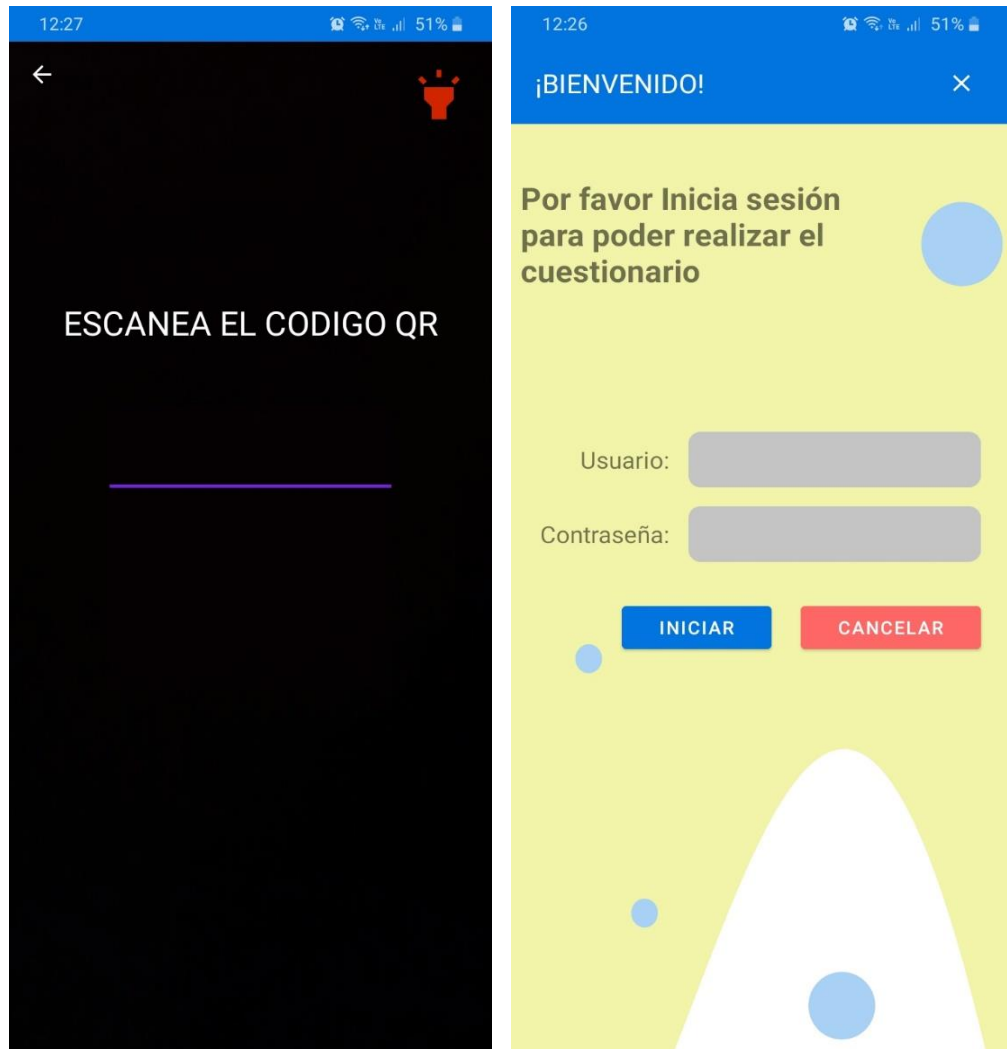 12:27
51%
ESCANEA EL CODIGO QR
12:26
51%
¡BIENVENIDO!
Por favor Inicia sesión
para poder realizar el
cuestionario
Usuario:
Contraseña:
INICIAR
CANCELAR